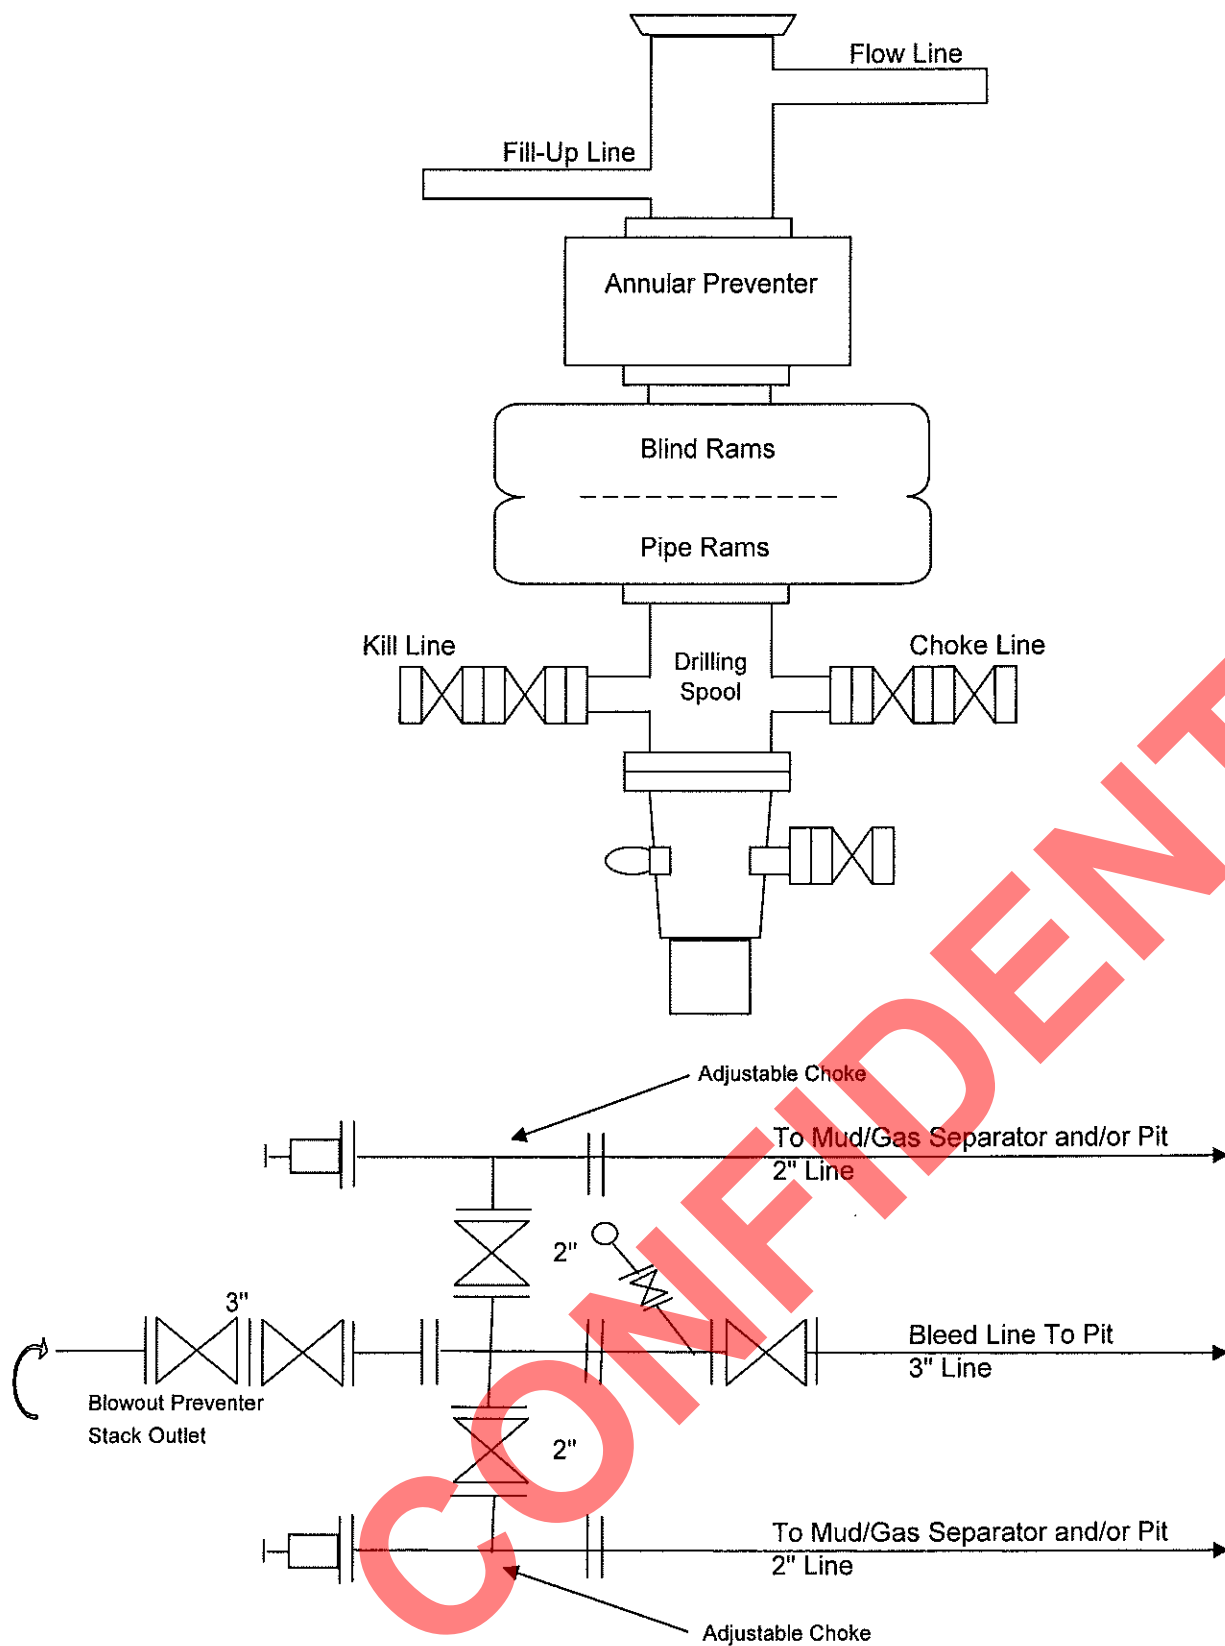 Flow Line
Fill-Up Line
Annular Preventer
Blind Rams
Pipe Rams
Kill Line
Choke Line
Drilling
Spool
Adjustable Choke
To Mud/Gas Separator and/or Pit
2" Line
2"
3"
Bleed Line To Pit
3" Line
Blowout Preventer
Stack Outlet
2"
To Mud/Gas Separator and/or Pit
2" Line
Adjustable Choke
CONFIDENT